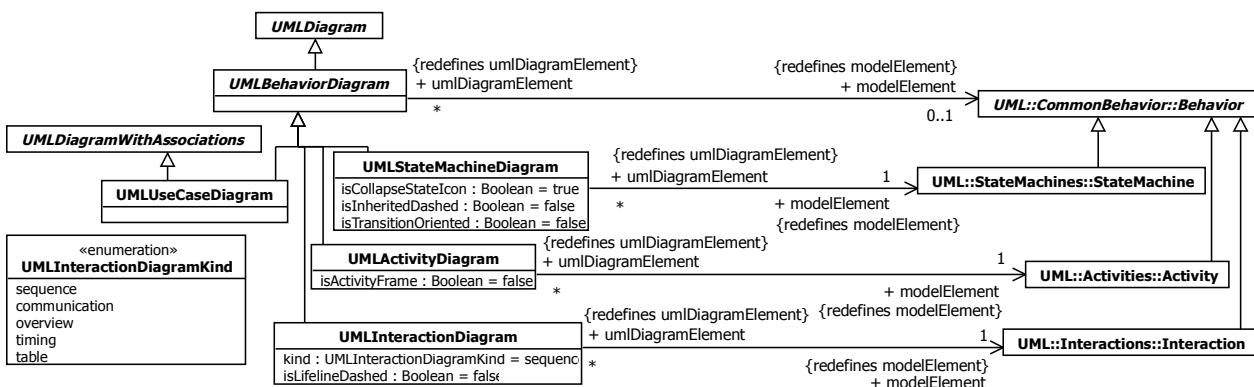 UMLDiagram
{redefines umlDiagramElement}
+ umlDiagramElement
*
{redefines modelElement}
+ modelElement
0..1
UMLBehaviorDiagram
UML::CommonBehavior::Behavior
UMLDiagramWithAssociations
UMLUseCaseDiagram
UMLStateMachineDiagram
isCollapseStateIcon : Boolean = true
isInheritedDashed : Boolean = false
isTransitionOriented : Boolean = false
{redefines umlDiagramElement}
+ umlDiagramElement
*
1
+ modelElement
{redefines modelElement}
UML::StateMachines::StateMachine
«enumeration»
UMLInteractionDiagramKind
sequence
communication
overview
timing
table
UMLActivityDiagram
isActivityFrame : Boolean = false
{redefines umlDiagramElement}
+ umlDiagramElement
*
1
+ modelElement
{redefines modelElement}
UML::Activities::Activity
UMLInteractionDiagram
kind : UMLInteractionDiagramKind = sequenc
isLifelineDashed : Boolean = fals
{redefines umlDiagramElement}
+ umlDiagramElement
*
1
{redefines modelElement}
+ modelElement
UML::Interactions::Interaction